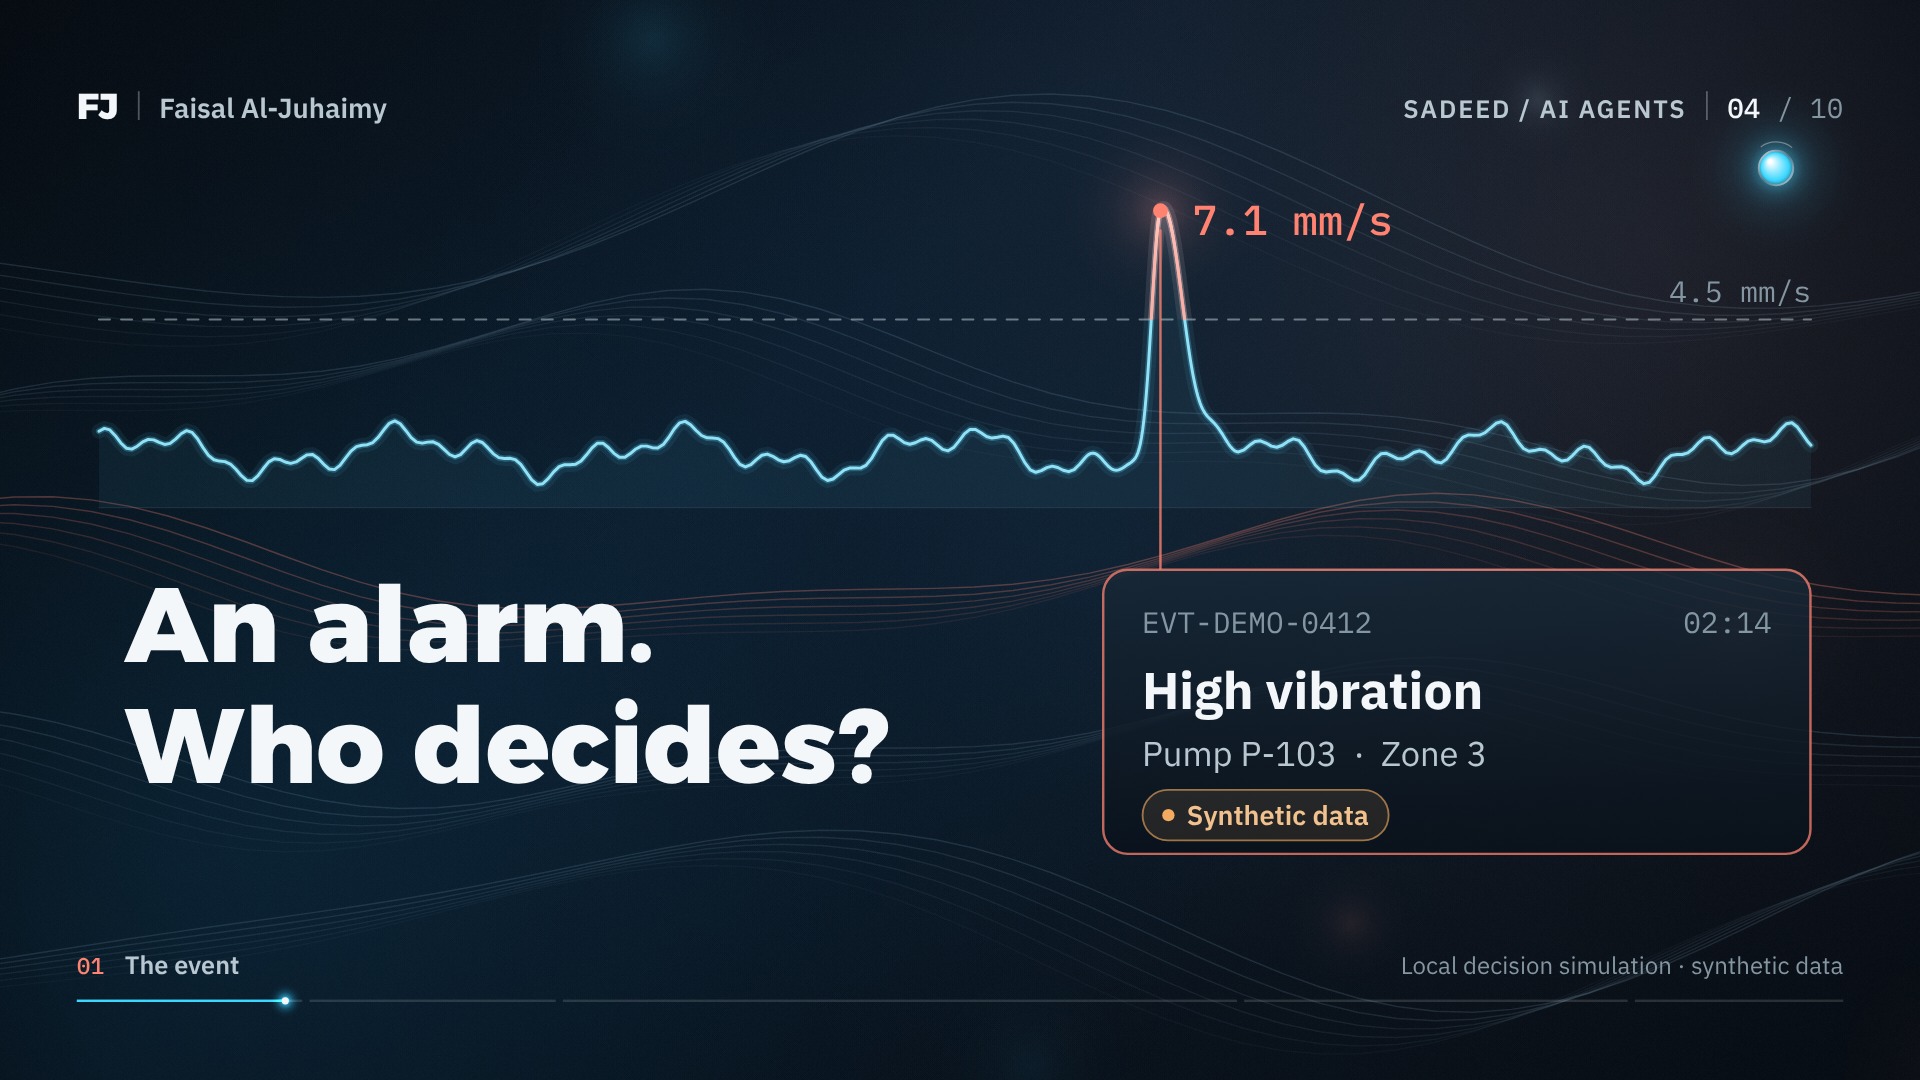 FJ | Faisal Al-Juhaimy
SADEED / AI AGENTS | 04 / 10
7.1 mm/s
4.5 mm/s
An alarm.
Who decides?
EVT-DEMO-0412 02:14
High vibration
Pump P-103 · Zone 3
Synthetic data
01 The event
Local decision simulation · synthetic data